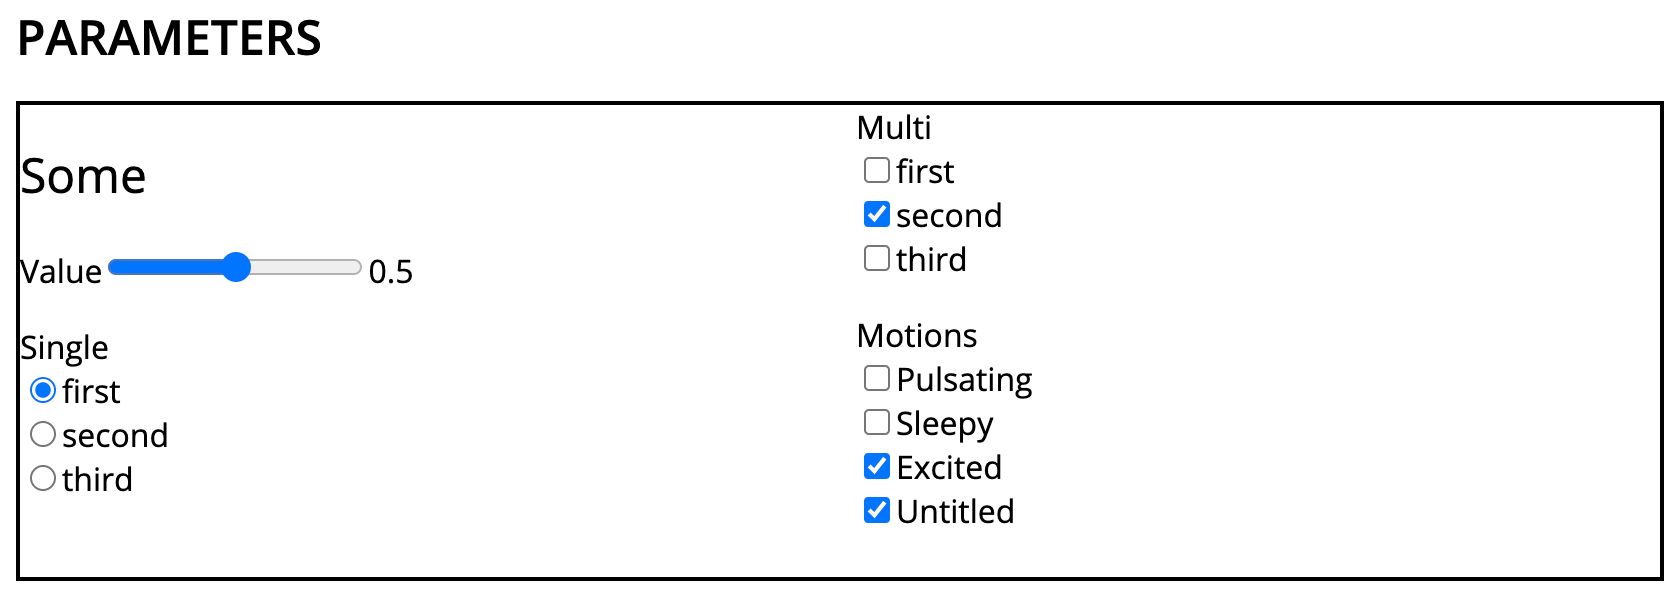 PARAMETERS
Some
Value 0.5
Single
first
second
third
Multi
first
second
third
Motions
Pulsating
Sleepy
Excited
Untitled